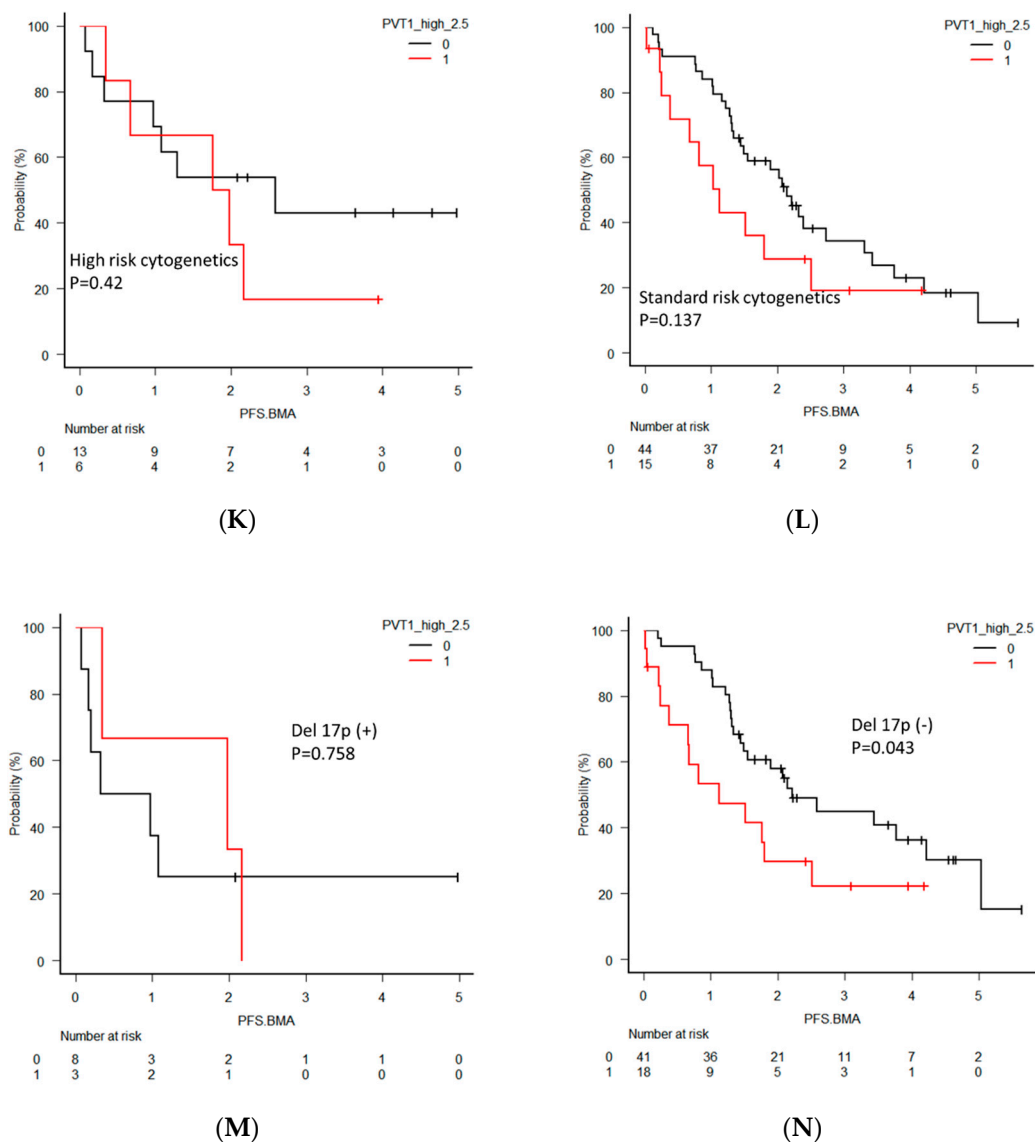 PVT1_high_2.5
0
1
100
80
60
40
20
0
Probability (%)
High risk cytogenetics
P=0.42
0 1 2 3 4 5
PFS.BMA
Number at risk
0 13 9 7 4 3 0
1 6 4 2 1 0 0
(K)
PVT1_high_2.5
0
1
100
80
60
40
20
0
Probability (%)
Standard risk cytogenetics
P=0.137
0 1 2 3 4 5
PFS.BMA
Number at risk
0 44 37 21 9 5 2
1 15 8 4 2 1 0
(L)
PVT1_high_2.5
0
1
100
80
60
40
20
0
Probability (%)
Del 17p (+)
P=0.758
0 1 2 3 4 5
PFS.BMA
Number at risk
0 8 3 2 1 1 0
1 3 2 1 0 0 0
(M)
PVT1_high_2.5
0
1
100
80
60
40
20
0
Probability (%)
Del 17p (-)
P=0.043
0 1 2 3 4 5
PFS.BMA
Number at risk
0 41 36 21 11 7 2
1 18 9 5 3 1 0
(N)